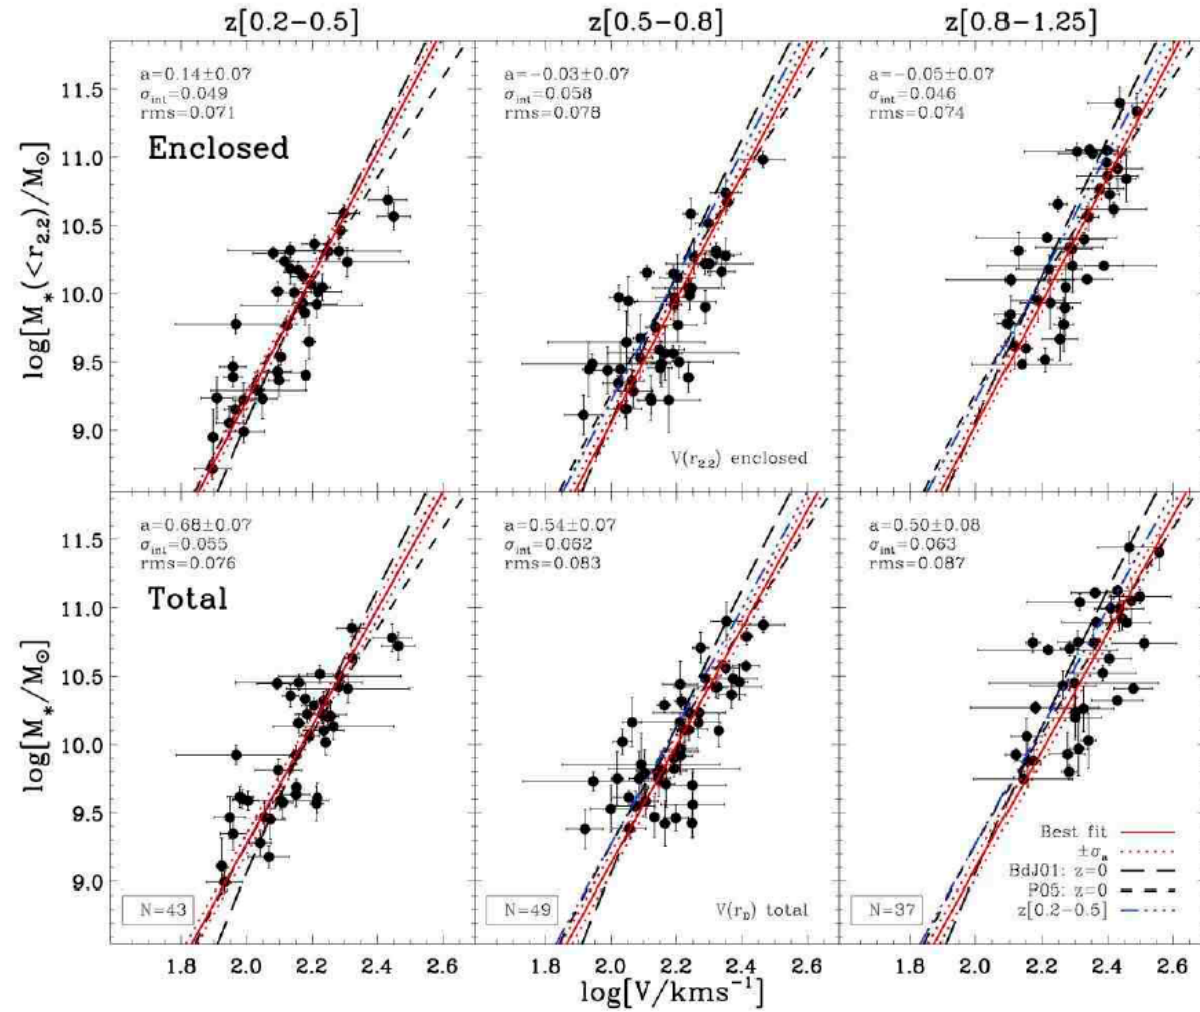 z[0.2-0.5]
z[0.5-0.8]
z[0.8-1.25]
a=0.14±0.07
σint=0.049
rms=0.071
Enclosed
a=-0.03±0.07
σint=0.058
rms=0.078
V(r2.2) enclosed
a=-0.05±0.07
σint=0.046
rms=0.074
log[M*(<r2.2)/M⊙]
11.5
11.0
10.5
10.0
9.5
9.0
a=0.68±0.07
σint=0.055
rms=0.076
Total
N=43
a=0.54±0.07
σint=0.062
rms=0.083
N=49
V(rD) total
a=0.50±0.08
σint=0.063
rms=0.087
Best fit
±σa
BdJ01: z=0
P05: z=0
z[0.2-0.5]
N=37
log[M*/M⊙]
11.5
11.0
10.5
10.0
9.5
9.0
1.8 2.0 2.2 2.4 2.6
1.8 2.0 2.2 2.4 2.6
2.0 2.2 2.4 2.6
log[V/kms⁻¹]